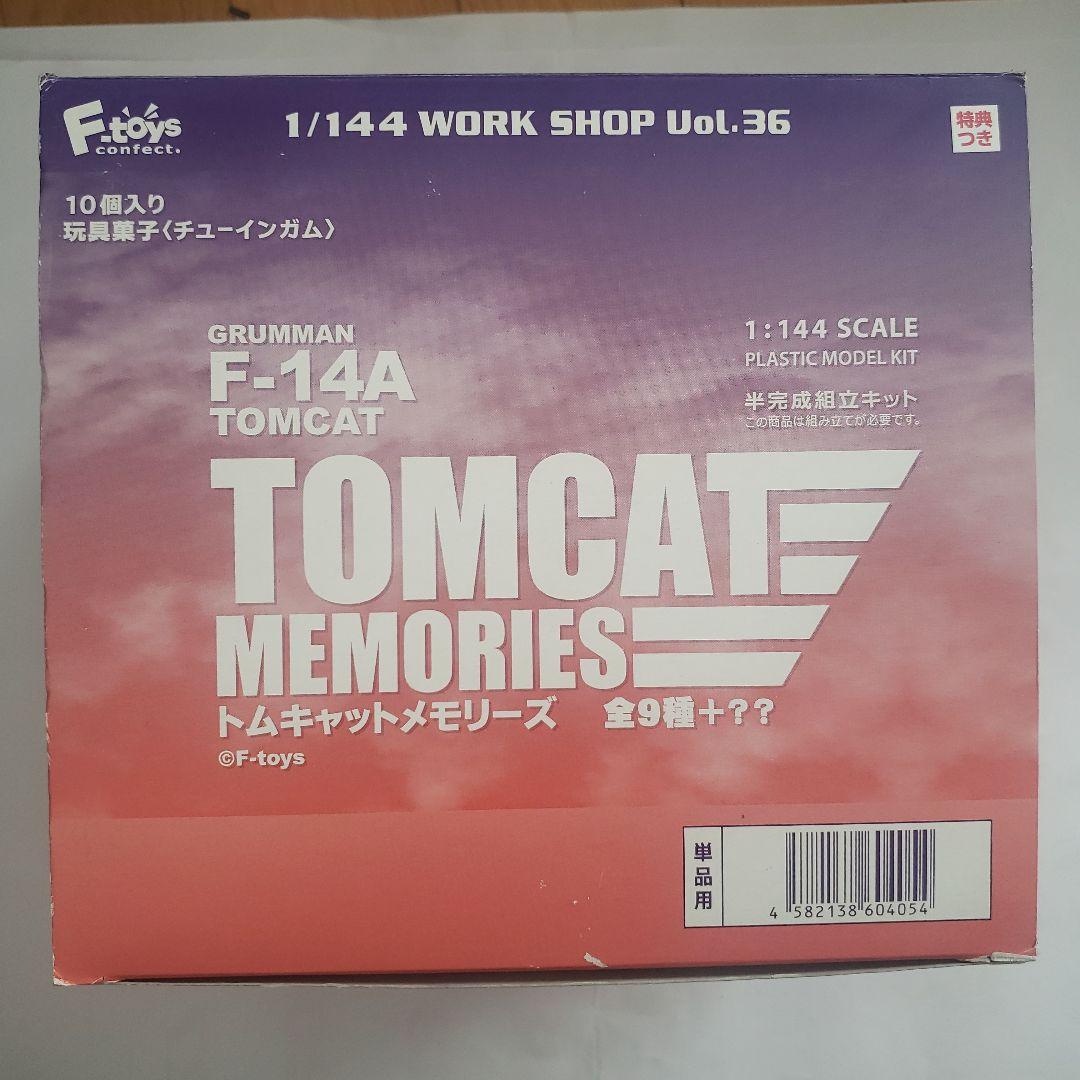 F-toys
confect.
1/144 WORK SHOP Vol.36
特典
つき
10個入り
玩具菓子〈チューインガム〉
GRUMMAN
F-14A
TOMCAT
1:144 SCALE
PLASTIC MODEL KIT
半完成組立キット
この商品は組み立てが必要です。
TOMCAT
MEMORIES
トムキャットメモリーズ 全9種+??
©F-toys
単品用
4 582138 604054